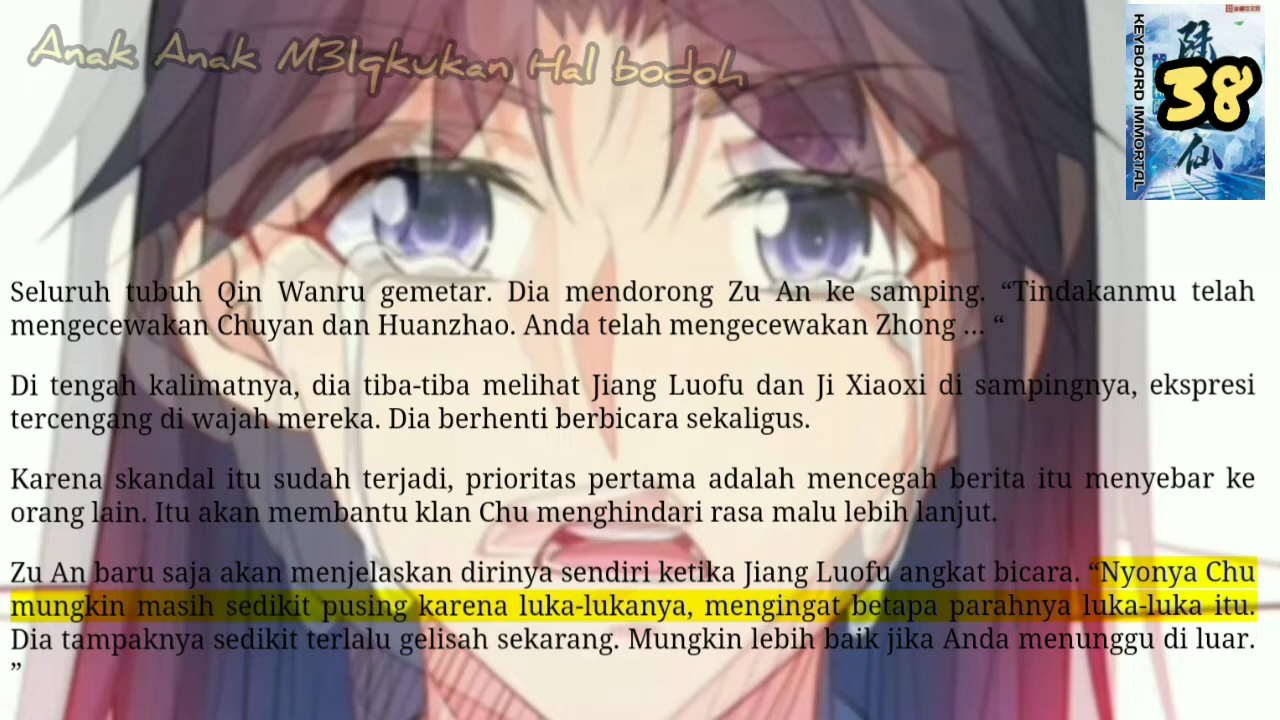 Anak Anak M3lqkukan Hal bodoh
陆
仙
KEYBOARD IMMORTAL
38
Seluruh tubuh Qin Wanru gemetar. Dia mendorong Zu An ke samping. “Tindakanmu telah
mengecewakan Chuyan dan Huanzhao. Anda telah mengecewakan Zhong ... “
Di tengah kalimatnya, dia tiba-tiba melihat Jiang Luofu dan Ji Xiaoxi di sampingnya, ekspresi
tercengang di wajah mereka. Dia berhenti berbicara sekaligus.
Karena skandal itu sudah terjadi, prioritas pertama adalah mencegah berita itu menyebar ke
orang lain. Itu akan membantu klan Chu menghindari rasa malu lebih lanjut.
Zu An baru saja akan menjelaskan dirinya sendiri ketika Jiang Luofu angkat bicara. “Nyonya Chu
mungkin masih sedikit pusing karena luka-lukanya, mengingat betapa parahnya luka-luka itu.
Dia tampaknya sedikit terlalu gelisah sekarang. Mungkin lebih baik jika Anda menunggu di luar.
”